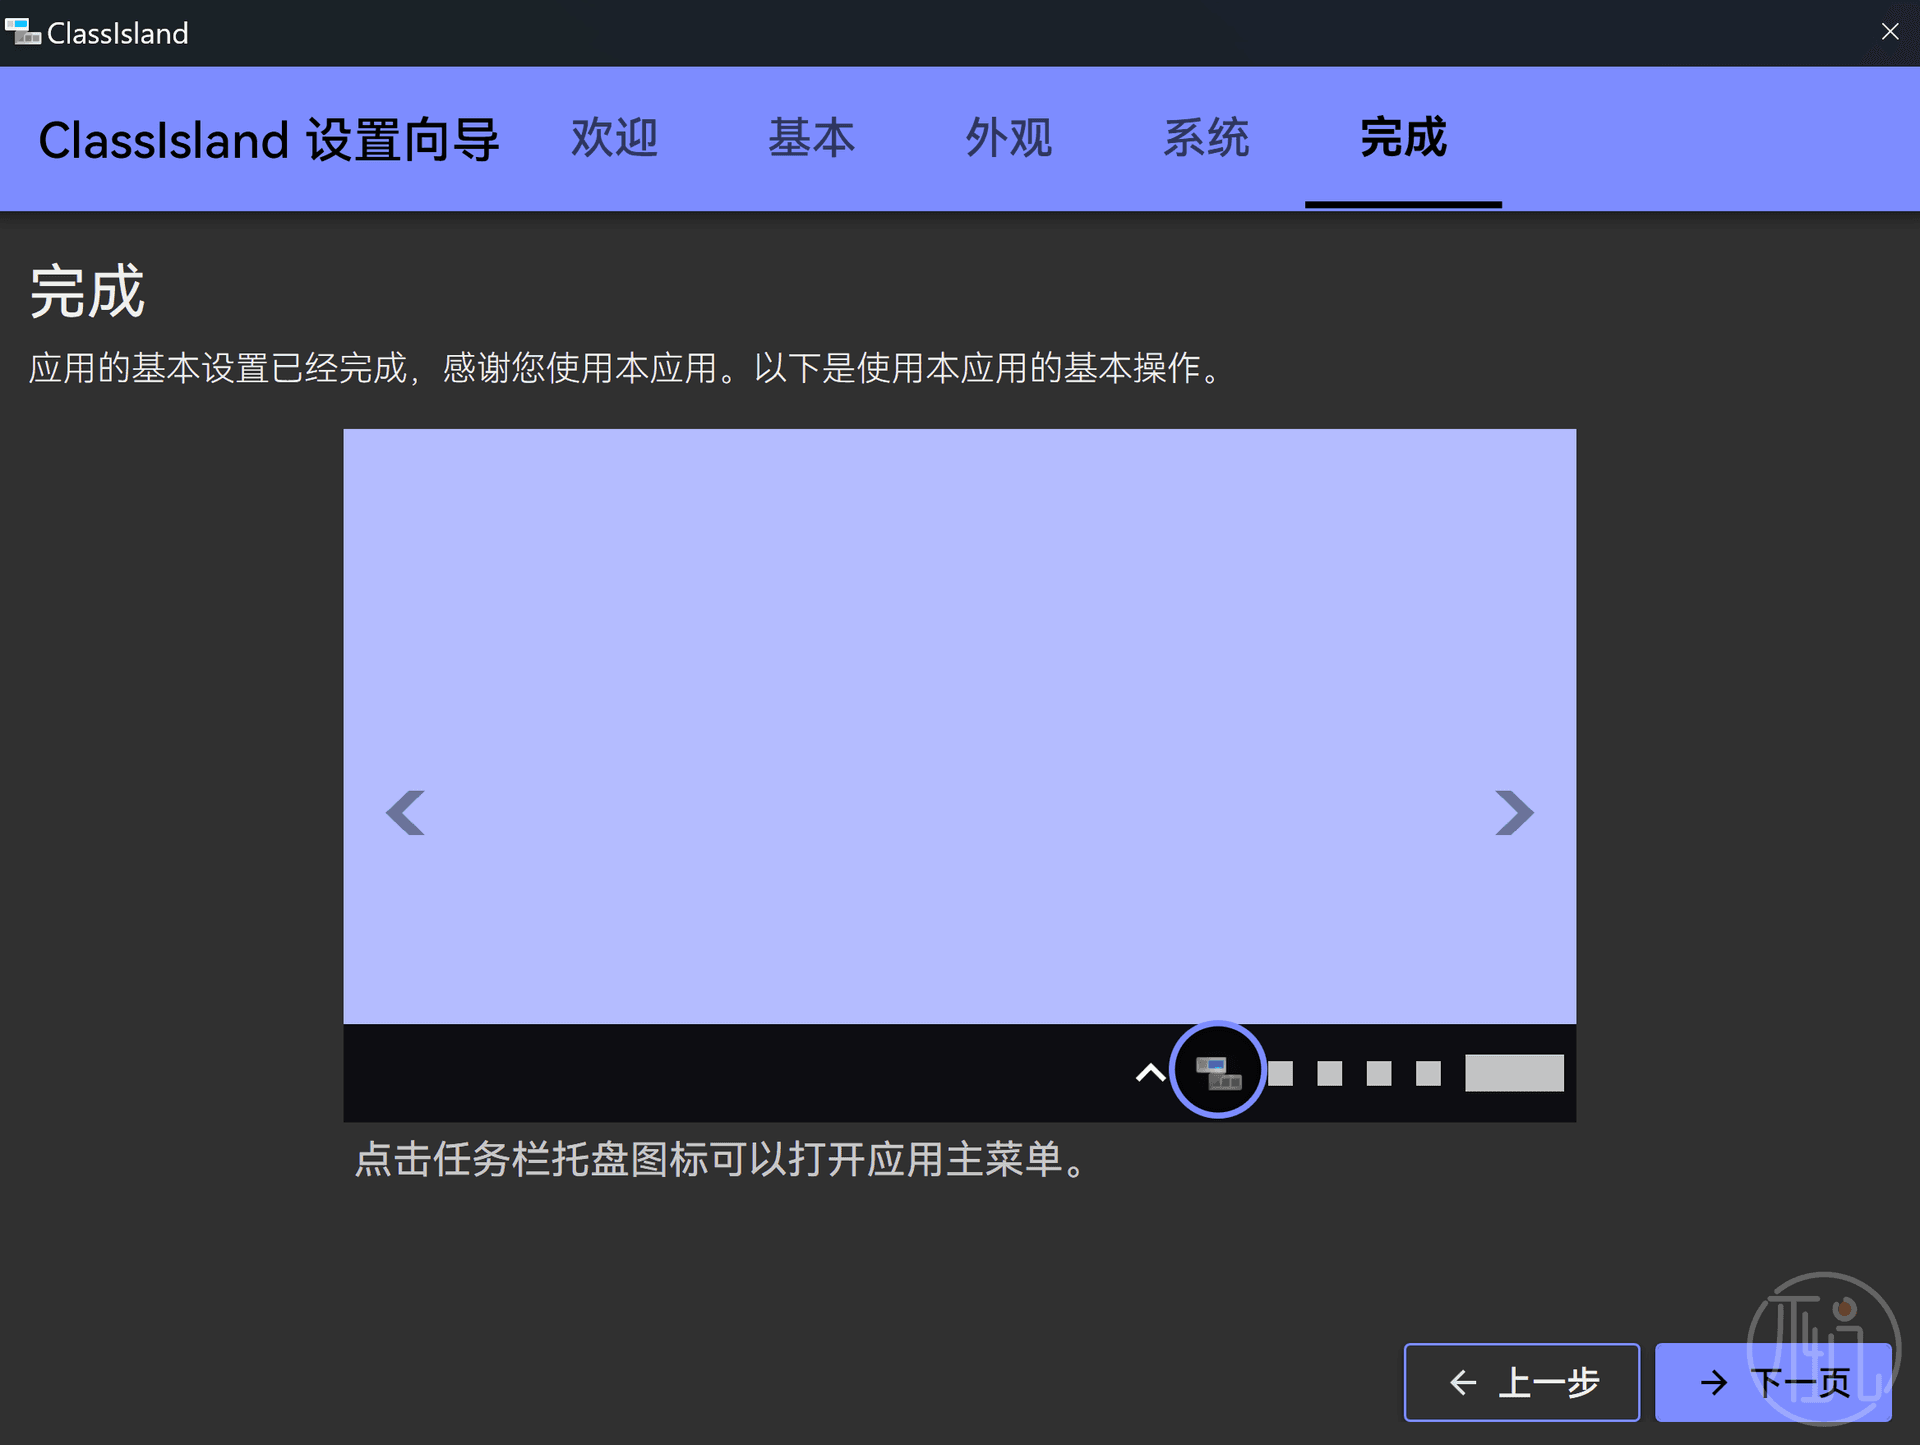 ClassIsland
ClassIsland 设置向导 欢迎 基本 外观 系统 完成
完成
应用的基本设置已经完成，感谢您使用本应用。以下是使用本应用的基本操作。
点击任务栏托盘图标可以打开应用主菜单。
上一步 下一页